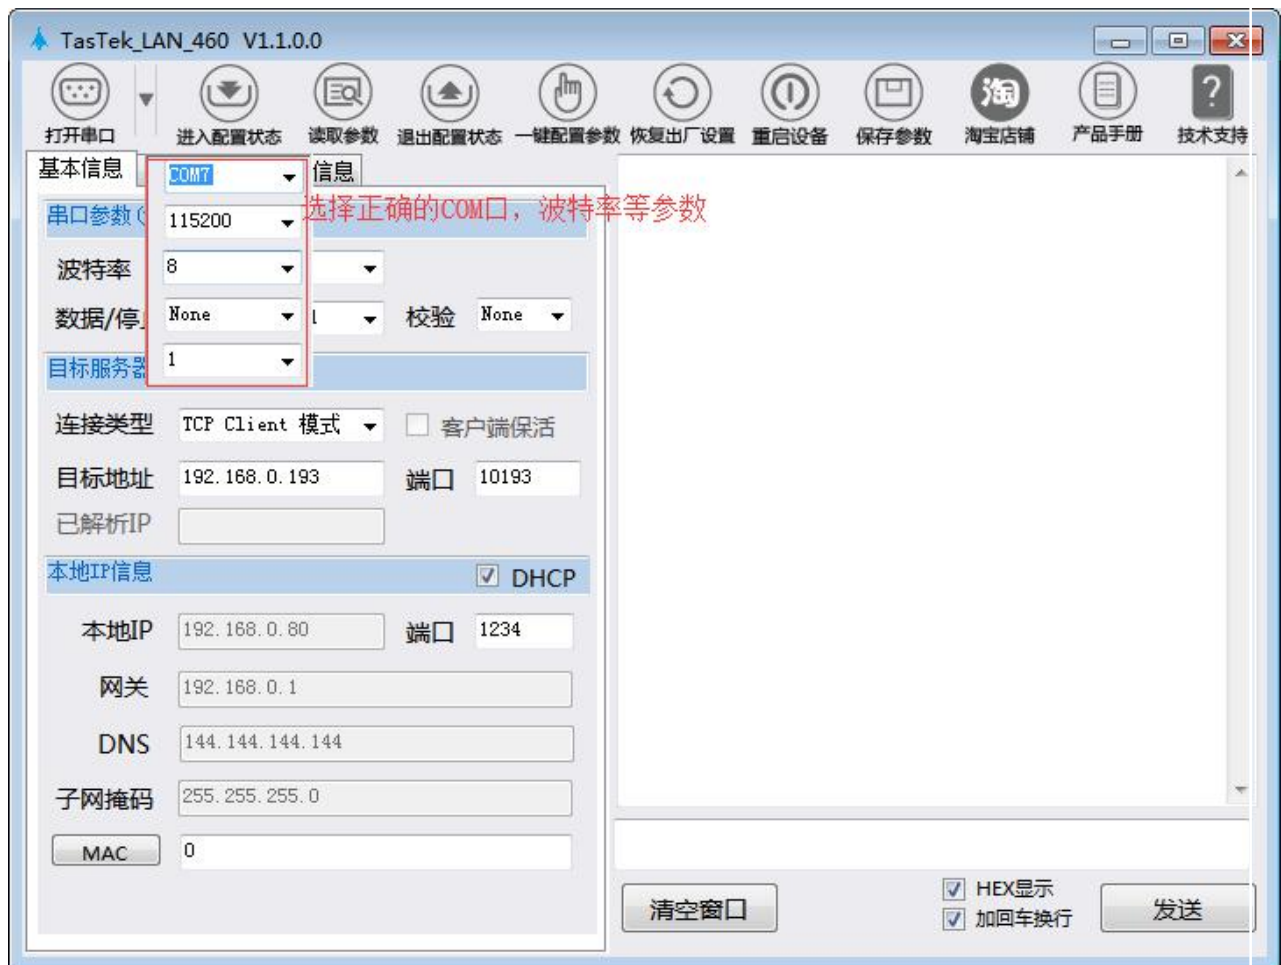 TasTek_LAN_460 V1.1.0.0
打开串口 进入配置状态 读取参数 退出配置状态 一键配置参数 恢复出厂设置 重启设备 保存参数 淘宝店铺 产品手册 技术支持
淘
基本信息 信息
COM7
选择正确的COM口，波特率等参数
串口参数(
115200
波特率
8
数据/停
None
1
校验 None
目标服务器
1
连接类型 TCP Client 模式 客户端保活
目标地址 192.168.0.193 端口 10193
已解析IP
本地IP信息 DHCP
本地IP 192.168.0.80 端口 1234
网关 192.168.0.1
DNS 144.144.144.144
子网掩码 255.255.255.0
MAC 0
清空窗口
HEX显示
加回车换行
发送